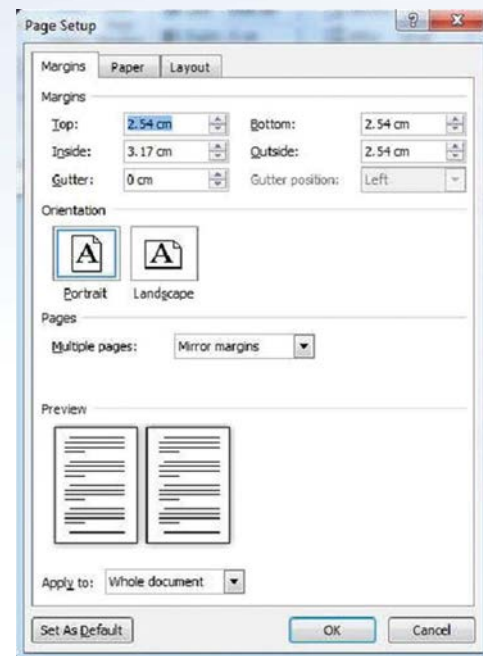 Page Setup
Margins Paper Layout
Margins
Top: 2.54 cm Bottom: 2.54 cm
Inside: 3.17 cm Outside: 2.54 cm
Gutter: 0 cm Gutter position: Left
Orientation
A A
Portrait Landscape
Pages
Multiple pages: Mirror margins
Preview
Apply to: Whole document
Set As Default OK Cancel